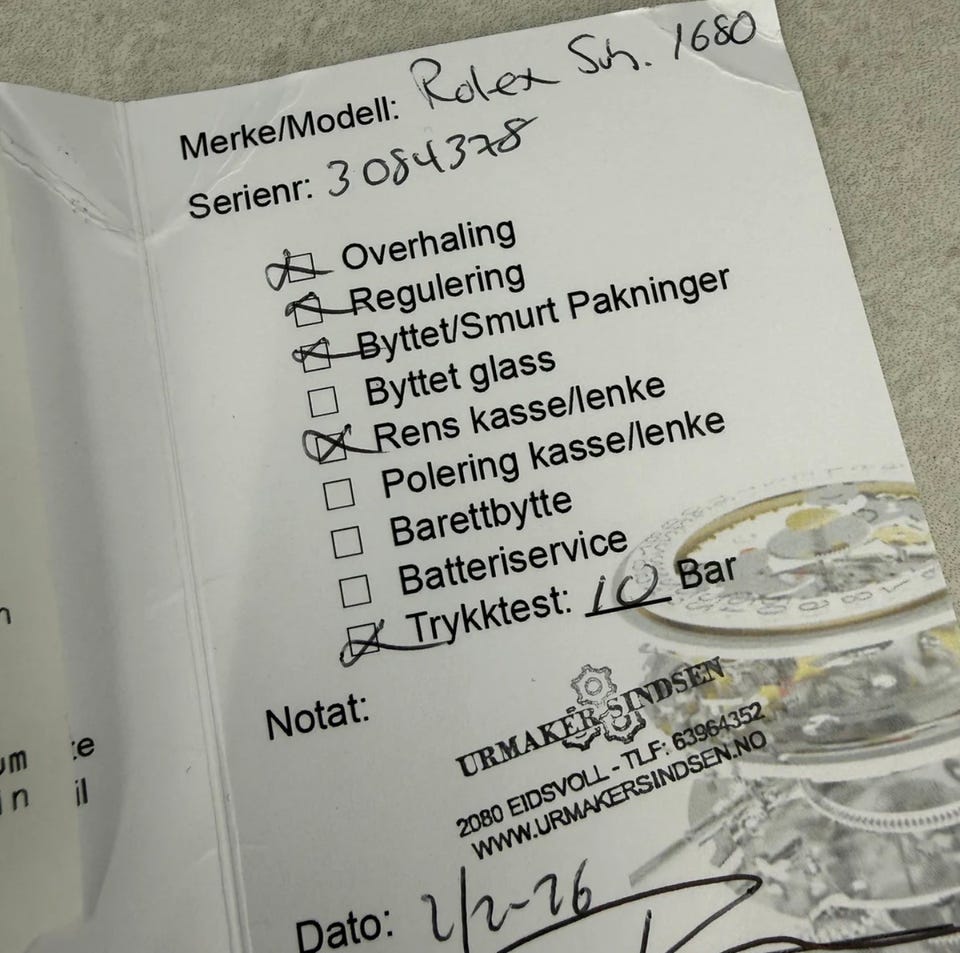 Merke/Modell: Rolex Sub. 1680
Serienr: 3084378
Overhaling
Regulering
Byttet/Smurt Pakninger
Byttet glass
Rens kasse/lenke
Polering kasse/lenke
Barettbytte
Batteriservice
Trykktest: 10 Bar
Notat:
URMAKER SINDSEN
2080 EIDSVOLL - TLF: 63964352
WWW.URMAKERSINDSEN.NO
Dato: 2/2-26